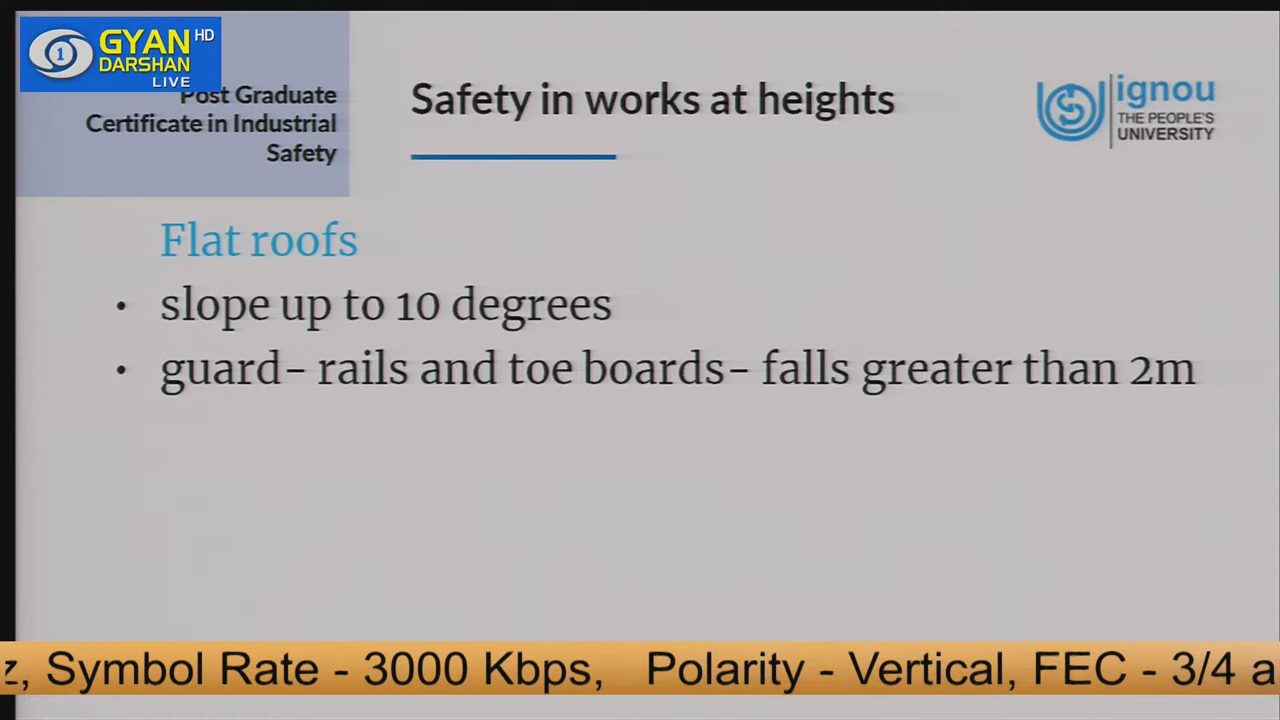 GYAN HD
DARSHAN
LIVE
1
Post Graduate
Certificate in Industrial
Safety
Safety in works at heights
ignou
THE PEOPLE'S
UNIVERSITY
Flat roofs
• slope up to 10 degrees
• guard- rails and toe boards- falls greater than 2m
z, Symbol Rate - 3000 Kbps, Polarity - Vertical, FEC - 3/4 a